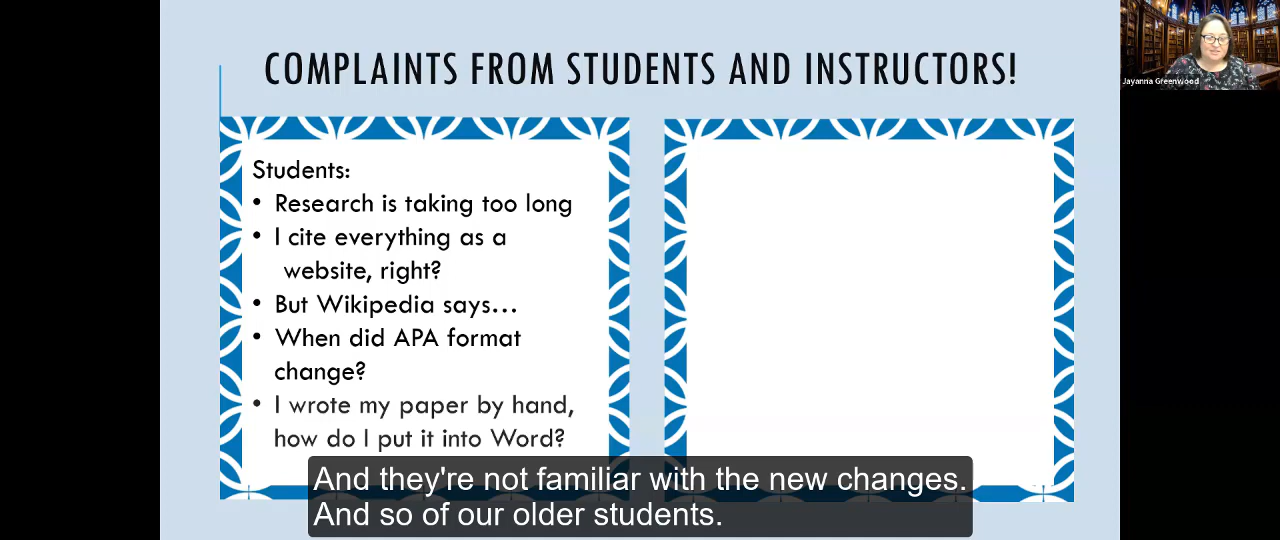 COMPLAINTS FROM STUDENTS AND INSTRUCTORS!
Jayanna Greenwood
Students:
• Research is taking too long
• I cite everything as a
website, right?
• But Wikipedia says...
• When did APA format
change?
• I wrote my paper by hand,
how do I put it into Word?
And they're not familiar with the new changes.
And so of our older students.